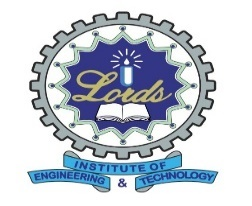 Lords
INSTITUTE OF
ENGINEERING & TECHNOLOGY